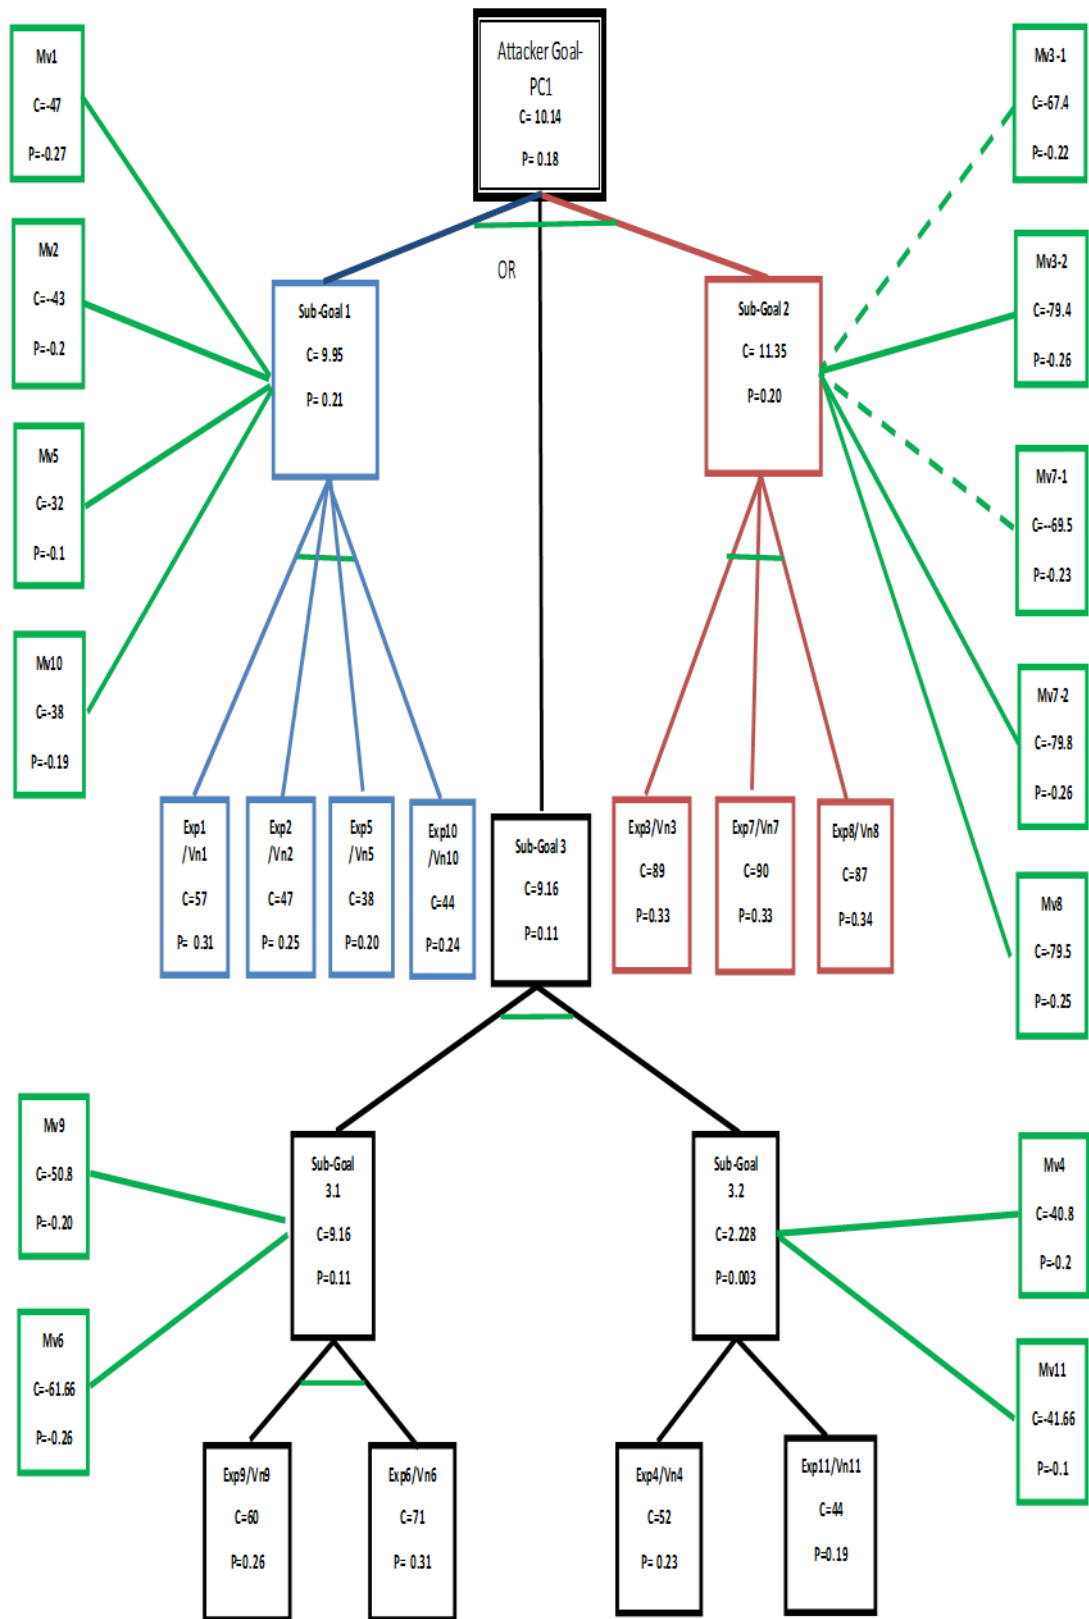 Attacker Goal-
PC1
C= 10.14
P= 0.18
OR
Mv1
C=-47
P=-0.27
Mv2
C=-43
P=-0.2
Mv5
C=-32
P=-0.1
Mv10
C=-38
P=-0.19
Sub-Goal 1
C= 9.95
P= 0.21
Sub-Goal 2
C= 11.35
P=0.20
Mv3-1
C=-67.4
P=-0.22
Mv3-2
C=-79.4
P=-0.26
Mv7-1
C=--69.5
P=-0.23
Mv7-2
C=-79.8
P=-0.26
Mv8
C=-79.5
P=-0.25
Exp1
/Vn1
C=57
P= 0.31
Exp2
/Vn2
C=47
P= 0.25
Exp5
/Vn5
C=38
P=0.20
Exp10
/Vn10
C=44
P=0.24
Sub-Goal 3
C=9.16
P=0.11
Exp3/Vn3
C=89
P=0.33
Exp7/Vn7
C=90
P=0.33
Exp8/Vn8
C=87
P=0.34
Mv9
C=-50.8
P=-0.20
Mv6
C=-61.66
P=-0.26
Sub-Goal
3.1
C=9.16
P=0.11
Sub-Goal
3.2
C=2.228
P=0.003
Mv4
C=-40.8
P=-0.2
Mv11
C=-41.66
P=-0.1
Exp9/Vn9
C=60
P=0.26
Exp6/Vn6
C=71
P= 0.31
Exp4/Vn4
C=52
P= 0.23
Exp11/Vn11
C=44
P=0.19